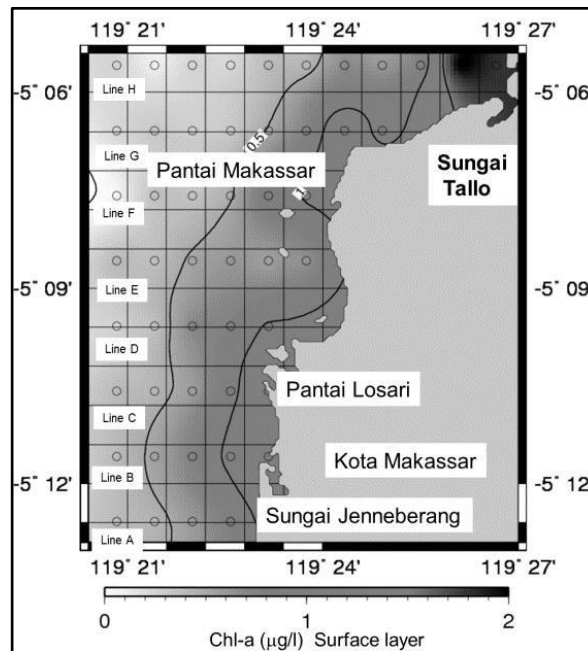 119° 21' 119° 24' 119° 27'
-5° 06' -5° 06'
Line H
0.5
Line G
Pantai Makassar
Sungai
Tallo
1
Line F
-5° 09' -5° 09'
Line E
Line D
Pantai Losari
Line C
Kota Makassar
-5° 12' -5° 12'
Line B
Sungai Jenneberang
Line A
119° 21' 119° 24' 119° 27'
0 1 2
Chl-a (µg/l) Surface layer